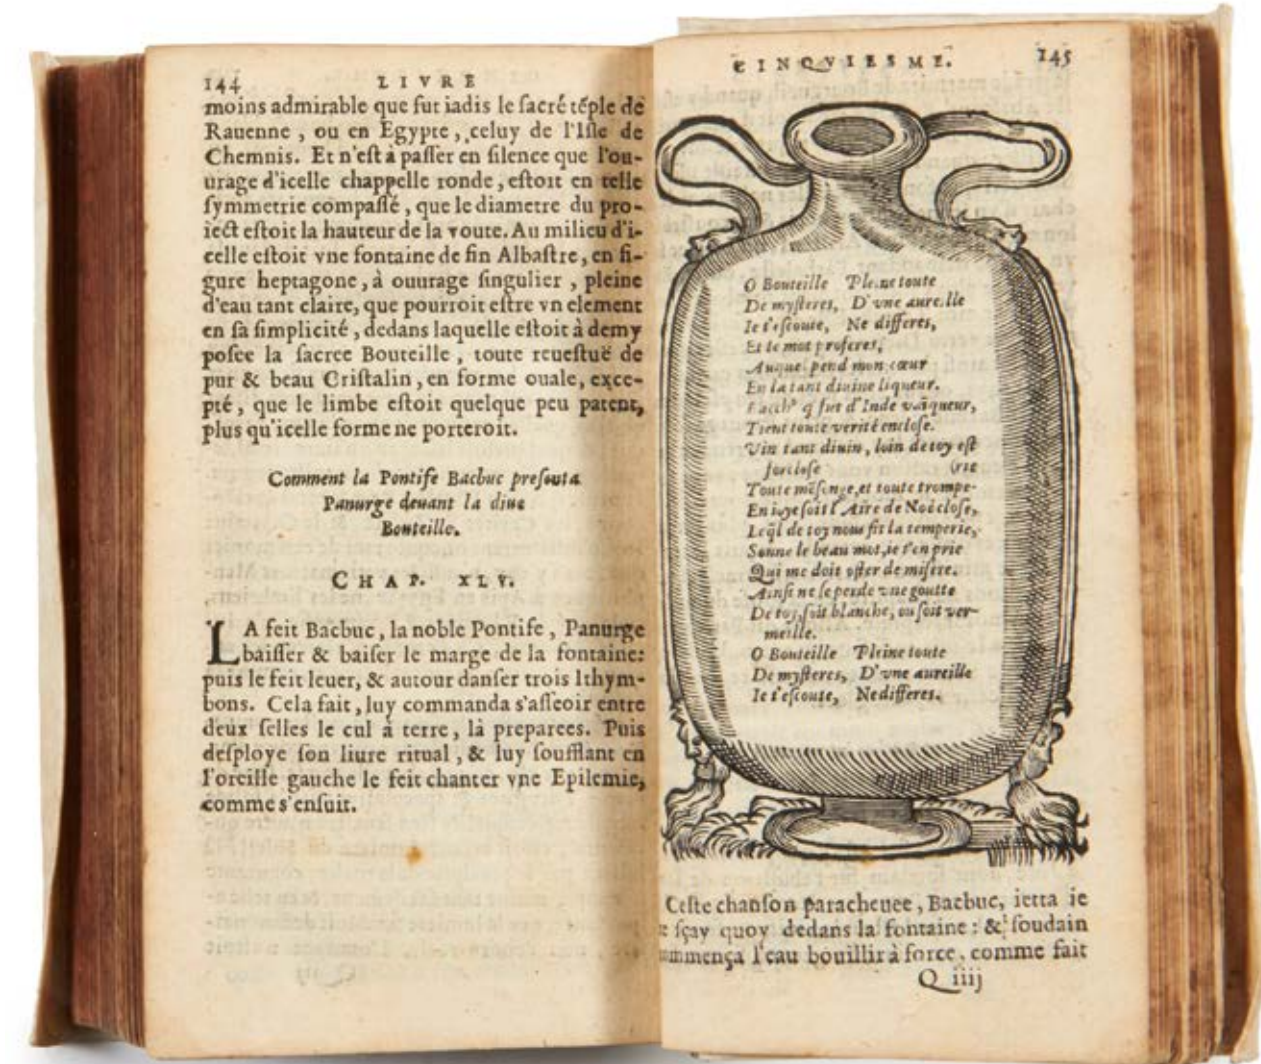 144 LIVRE
moins admirable que fut iadis le sacré tẽple de
Rauenne, ou en Egypte, celuy de l'Isle de
Chemnis. Et n'est à passer en silence que l'ou-
urage d'icelle chappelle ronde, estoit en telle
symmetrie compassé, que le diametre du pro-
iect estoit la hauteur de la voute. Au milieu d'i-
celle estoit vne fontaine de fin Albastre, en fi-
gure heptagone, à ouurage singulier, pleine
d'eau tant claire, que pourroit estre vn element
en sa simplicité, dedans laquelle estoit à demy
posee la sacree Bouteille, toute reuestuë de
pur & beau Cristalin, en forme ouale, exce-
pté, que le limbe estoit quelque peu patent,
plus qu'icelle forme ne porteroit.
Comment la Pontife Bacbuc presenta
Panurge deuant la diue
Bouteille.
CHAP. XLV.
LA feit Bacbuc, la noble Pontife, Panurge
baisser & baiser le marge de la fontaine:
puis le feit leuer, & autour danser trois Ithym-
bons. Cela fait, luy commanda s'asseoir entre
deux selles le cul à terre, là preparees. Puis
desploye son liure ritual, & luy soufflant en
l'oreille gauche le feit chanter vne Epilemie,
comme s'ensuit.
CINQVIESME. 145
O Bouteille Pleine toute
De mysteres, D'vne aureille
Ie t'escoute, Ne differes,
Et le mot proferes,
Auquel pend mon cœur
En la tant diuine liqueur.
Bacchꝰ q fut d'Inde vaĩqueur,
Tient toute verité enclose.
Vin tant diuin, loin de toy est
forclose (rie
Toute mẽsonge, et toute trompe-
En ioye soit l'Aire de Noë close,
Leq̃l de toy nous fit la temperie,
Sonne le beau mot, ie t'en prie
Qui me doit oster de misere.
Ainsi ne se perde vne goutte
De toy, soit blanche, ou soit ver-
meille.
O Bouteille Pleine toute
De mysteres, D'vne aureille
Ie t'escoute, Ne differes.
Ceste chanson paracheuee, Bacbuc, ietta ie
sçay quoy dedans la fontaine: & soudain
commença l'eau bouillir à force, comme fait
Q iiij